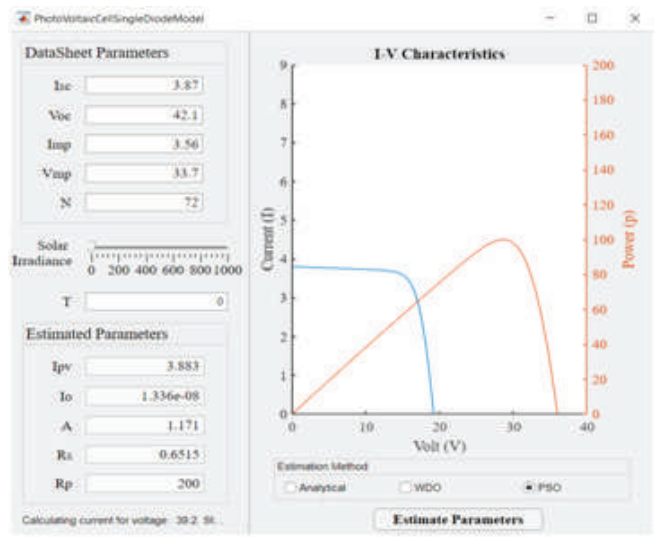 PhotoVoltaicCellSingleDiodeModel
DataSheet Parameters
Isc 3.87
Voc 42.1
Imp 3.56
Vmp 33.7
N 72
Solar
Irradiance
0 200 400 600 800 1000
T 0
Estimated Parameters
Ipv 3.883
Io 1.336e-08
A 1.171
Rs 0.6515
Rp 200
Calculating current for voltage: 39.2 St...
I-V Characteristics
9
8
7
6
5
4
3
2
1
0
Current (I)
200
180
160
140
120
100
80
60
40
20
0
Power (p)
0 10 20 30 40
Volt (V)
Estimation Method
Analytical WDO PSO
Estimate Parameters